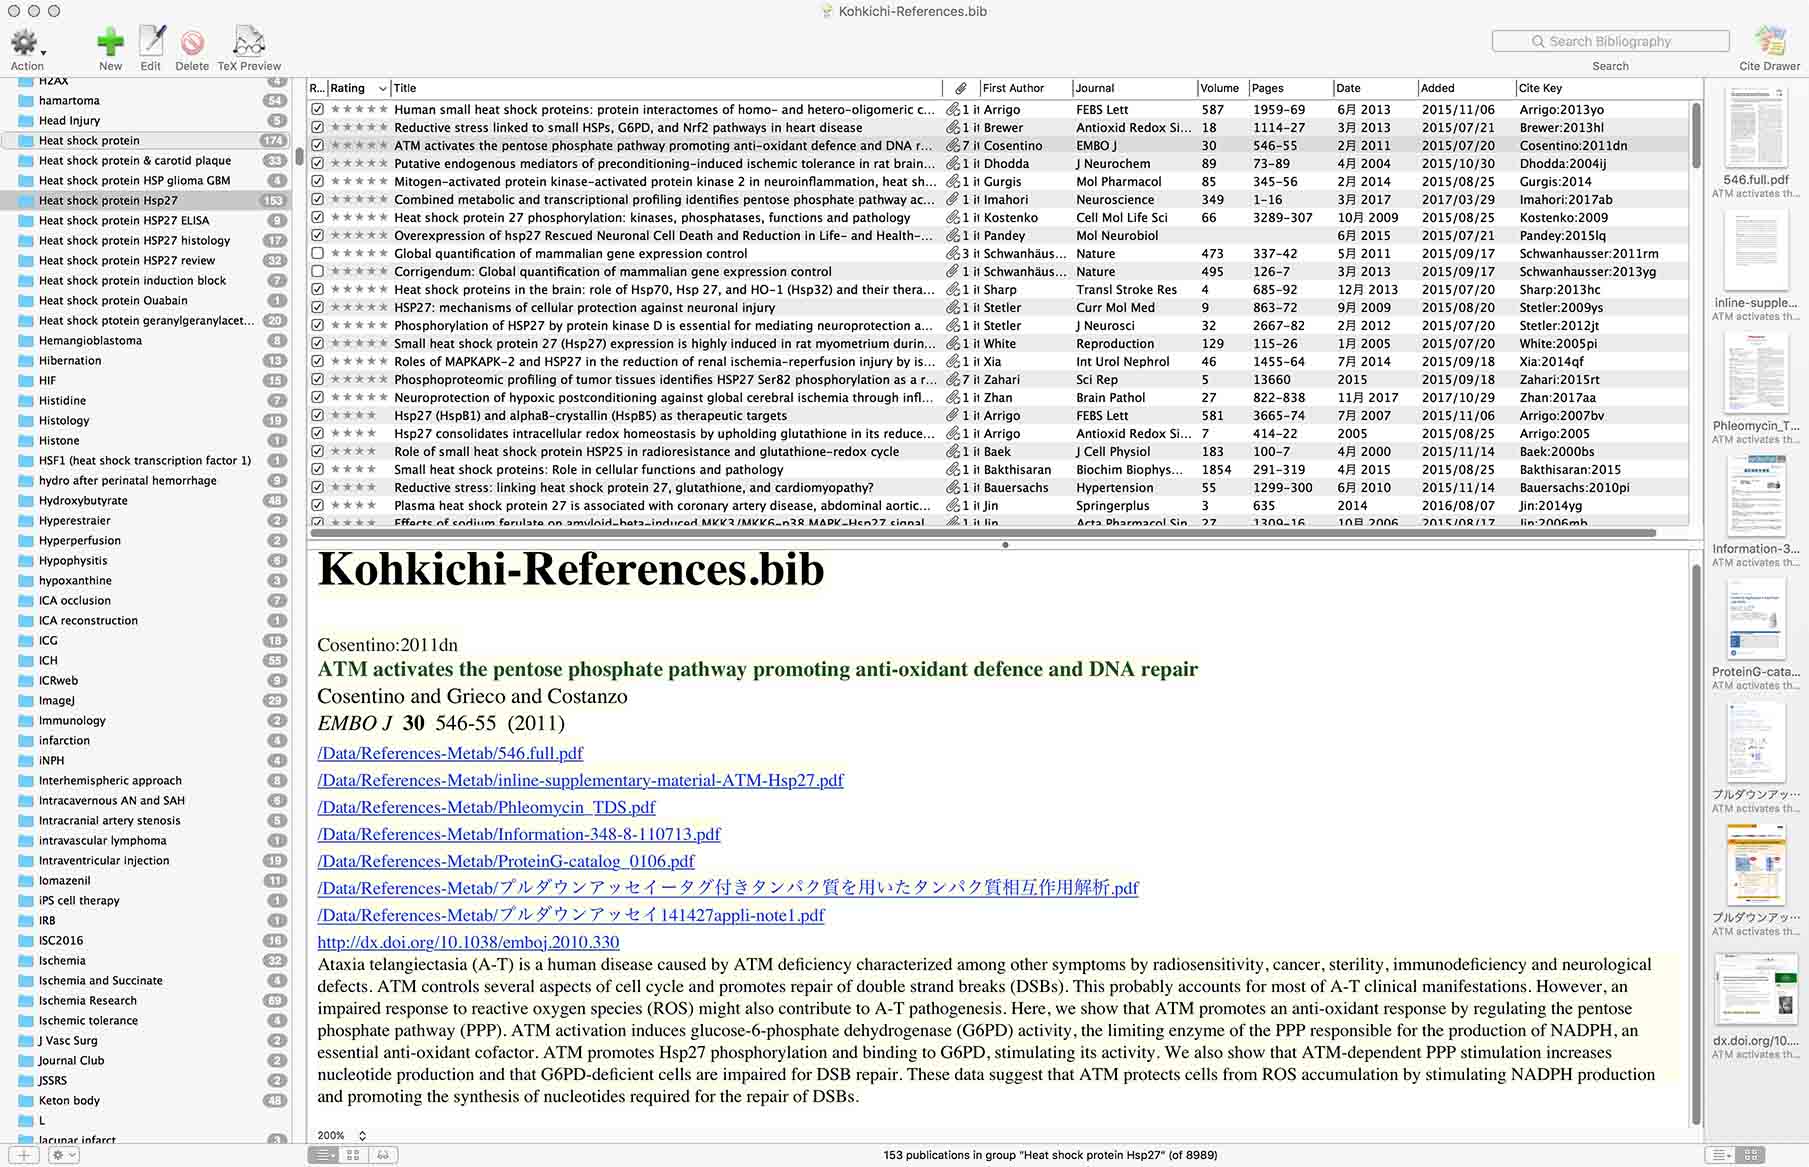 Kohkichi-References.bib
Action
New
Edit
Delete
TeX Preview
Search Bibliography
Search
Cite Drawer
H2AX 4
hamartoma 54
Head Injury 5
Heat shock protein 174
Heat shock protein & carotid plaque 33
Heat shock protein HSP glioma GBM 4
Heat shock protein Hsp27 153
Heat shock protein HSP27 ELISA 9
Heat shock protein HSP27 histology 17
Heat shock protein HSP27 review 32
Heat shock protein induction block 7
Heat shock protein Ouabain 1
Heat shock ptotein geranylgeranylacet... 20
Hemangioblastoma 8
Hibernation 13
HIF 15
Histidine 7
Histology 19
Histone 1
HSF1 (heat shock transcription factor 1) 1
hydro after perinatal hemorrhage 9
Hydroxybutyrate 48
Hyperestraier 2
Hyperperfusion 2
Hypophysitis 6
hypoxanthine 3
ICA occlusion 7
ICA reconstruction 1
ICG 18
ICH 55
ICRweb 9
ImageJ 29
Immunology 2
infarction 4
iNPH 4
Interhemispheric approach 8
Intracavernous AN and SAH 6
Intracranial artery stenosis 5
intravascular lymphoma 1
Intraventricular injection 19
Iomazenil 11
iPS cell therapy 1
IRB 1
ISC2016 16
Ischemia 32
Ischemia and Succinate 4
Ischemia Research 69
Ischemic tolerance 4
J Vasc Surg 2
Journal Club 2
JSSRS 2
Keton body 48
L
lacunar infarct 3
R... Rating Title First Author Journal Volume Pages Date Added Cite Key
★★★★★ Human small heat shock proteins: protein interactomes of homo- and hetero-oligomeric c... 1 it Arrigo FEBS Lett 587 1959-69 6月 2013 2015/11/06 Arrigo:2013yo
★★★★★ Reductive stress linked to small HSPs, G6PD, and Nrf2 pathways in heart disease 1 it Brewer Antioxid Redox Si... 18 1114-27 3月 2013 2015/07/21 Brewer:2013hl
★★★★★ ATM activates the pentose phosphate pathway promoting anti-oxidant defence and DNA r... 7 it Cosentino EMBO J 30 546-55 2月 2011 2015/07/20 Cosentino:2011dn
★★★★★ Putative endogenous mediators of preconditioning-induced ischemic tolerance in rat brain... 1 it Dhodda J Neurochem 89 73-89 4月 2004 2015/10/30 Dhodda:2004ij
★★★★★ Mitogen-activated protein kinase-activated protein kinase 2 in neuroinflammation, heat sh... 1 it Gurgis Mol Pharmacol 85 345-56 2月 2014 2015/08/25 Gurgis:2014
★★★★★ Combined metabolic and transcriptional profiling identifies pentose phosphate pathway ac... 1 it Imahori Neuroscience 349 1-16 3月 2017 2017/03/29 Imahori:2017ab
★★★★★ Heat shock protein 27 phosphorylation: kinases, phosphatases, functions and pathology 1 it Kostenko Cell Mol Life Sci 66 3289-307 10月 2009 2015/08/25 Kostenko:2009
★★★★★ Overexpression of hsp27 Rescued Neuronal Cell Death and Reduction in Life- and Health-... 1 it Pandey Mol Neurobiol 6月 2015 2015/07/21 Pandey:2015lq
★★★★★ Global quantification of mammalian gene expression control 3 it Schwanhäus... Nature 473 337-42 5月 2011 2015/09/17 Schwanhausser:2011rm
★★★★★ Corrigendum: Global quantification of mammalian gene expression control 1 it Schwanhäus... Nature 495 126-7 3月 2013 2015/09/17 Schwanhausser:2013yg
★★★★★ Heat shock proteins in the brain: role of Hsp70, Hsp 27, and HO-1 (Hsp32) and their thera... 1 it Sharp Transl Stroke Res 4 685-92 12月 2013 2015/07/20 Sharp:2013hc
★★★★★ HSP27: mechanisms of cellular protection against neuronal injury 1 it Stetler Curr Mol Med 9 863-72 9月 2009 2015/07/20 Stetler:2009ys
★★★★★ Phosphorylation of HSP27 by protein kinase D is essential for mediating neuroprotection a... 1 it Stetler J Neurosci 32 2667-82 2月 2012 2015/07/20 Stetler:2012jt
★★★★★ Small heat shock protein 27 (Hsp27) expression is highly induced in rat myometrium durin... 1 it White Reproduction 129 115-26 1月 2005 2015/07/20 White:2005pi
★★★★★ Roles of MAPKAPK-2 and HSP27 in the reduction of renal ischemia-reperfusion injury by is... 1 it Xia Int Urol Nephrol 46 1455-64 7月 2014 2015/09/18 Xia:2014qf
★★★★★ Phosphoproteomic profiling of tumor tissues identifies HSP27 Ser82 phosphorylation as a r... 7 it Zahari Sci Rep 5 13660 2015 2015/09/18 Zahari:2015rt
★★★★★ Neuroprotection of hypoxic postconditioning against global cerebral ischemia through infl... 1 it Zhan Brain Pathol 27 822-838 11月 2017 2017/10/29 Zhan:2017aa
★★★★ Hsp27 (HspB1) and alphaB-crystallin (HspB5) as therapeutic targets 1 it Arrigo FEBS Lett 581 3665-74 7月 2007 2015/11/06 Arrigo:2007bv
★★★★ Hsp27 consolidates intracellular redox homeostasis by upholding glutathione in its reduce... 1 it Arrigo Antioxid Redox Si... 7 414-22 2005 2015/08/25 Arrigo:2005
★★★★ Role of small heat shock protein HSP25 in radioresistance and glutathione-redox cycle 1 it Baek J Cell Physiol 183 100-7 4月 2000 2015/11/14 Baek:2000bs
★★★★ Small heat shock proteins: Role in cellular functions and pathology 1 it Bakthisaran Biochim Biophys... 1854 291-319 4月 2015 2015/08/25 Bakthisaran:2015
★★★★ Reductive stress: linking heat shock protein 27, glutathione, and cardiomyopathy? 1 it Bauersachs Hypertension 55 1299-300 6月 2010 2015/11/14 Bauersachs:2010pi
★★★★ Plasma heat shock protein 27 is associated with coronary artery disease, abdominal aortic... 1 it Jin Springerplus 3 635 2014 2016/08/07 Jin:2014yg
★★★★ Effects of sodium ferulate on amyloid-beta-induced MKK3/MKK6-p38 MAPK-Hsp27 signal... 1 it Jin Acta Pharmacol Sin 27 1309-16 10月 2006 2015/08/17 Jin:2006mb
Kohkichi-References.bib
Cosentino:2011dn
ATM activates the pentose phosphate pathway promoting anti-oxidant defence and DNA repair
Cosentino and Grieco and Costanzo
EMBO J 30 546-55 (2011)
/Data/References-Metab/546.full.pdf
/Data/References-Metab/inline-supplementary-material-ATM-Hsp27.pdf
/Data/References-Metab/Phleomycin_TDS.pdf
/Data/References-Metab/Information-348-8-110713.pdf
/Data/References-Metab/ProteinG-catalog_0106.pdf
/Data/References-Metab/プルダウンアッセイータグ付きタンパク質を用いたタンパク質相互作用解析.pdf
/Data/References-Metab/プルダウンアッセイ141427appli-note1.pdf
http://dx.doi.org/10.1038/emboj.2010.330
Ataxia telangiectasia (A-T) is a human disease caused by ATM deficiency characterized among other symptoms by radiosensitivity, cancer, sterility, immunodeficiency and neurological
defects. ATM controls several aspects of cell cycle and promotes repair of double strand breaks (DSBs). This probably accounts for most of A-T clinical manifestations. However, an
impaired response to reactive oxygen species (ROS) might also contribute to A-T pathogenesis. Here, we show that ATM promotes an anti-oxidant response by regulating the pentose
phosphate pathway (PPP). ATM activation induces glucose-6-phosphate dehydrogenase (G6PD) activity, the limiting enzyme of the PPP responsible for the production of NADPH, an
essential anti-oxidant cofactor. ATM promotes Hsp27 phosphorylation and binding to G6PD, stimulating its activity. We also show that ATM-dependent PPP stimulation increases
nucleotide production and that G6PD-deficient cells are impaired for DSB repair. These data suggest that ATM protects cells from ROS accumulation by stimulating NADPH production
and promoting the synthesis of nucleotides required for the repair of DSBs.
200%
153 publications in group "Heat shock protein Hsp27" (of 8989)
546.full.pdf
ATM activates th...
inline-supple...
ATM activates th...
Phleomycin_T...
ATM activates th...
Information-3...
ATM activates th...
ProteinG-cata...
ATM activates th...
プルダウンアッ...
ATM activates th...
プルダウンアッ...
ATM activates th...
dx.doi.org/10....
ATM activates th...